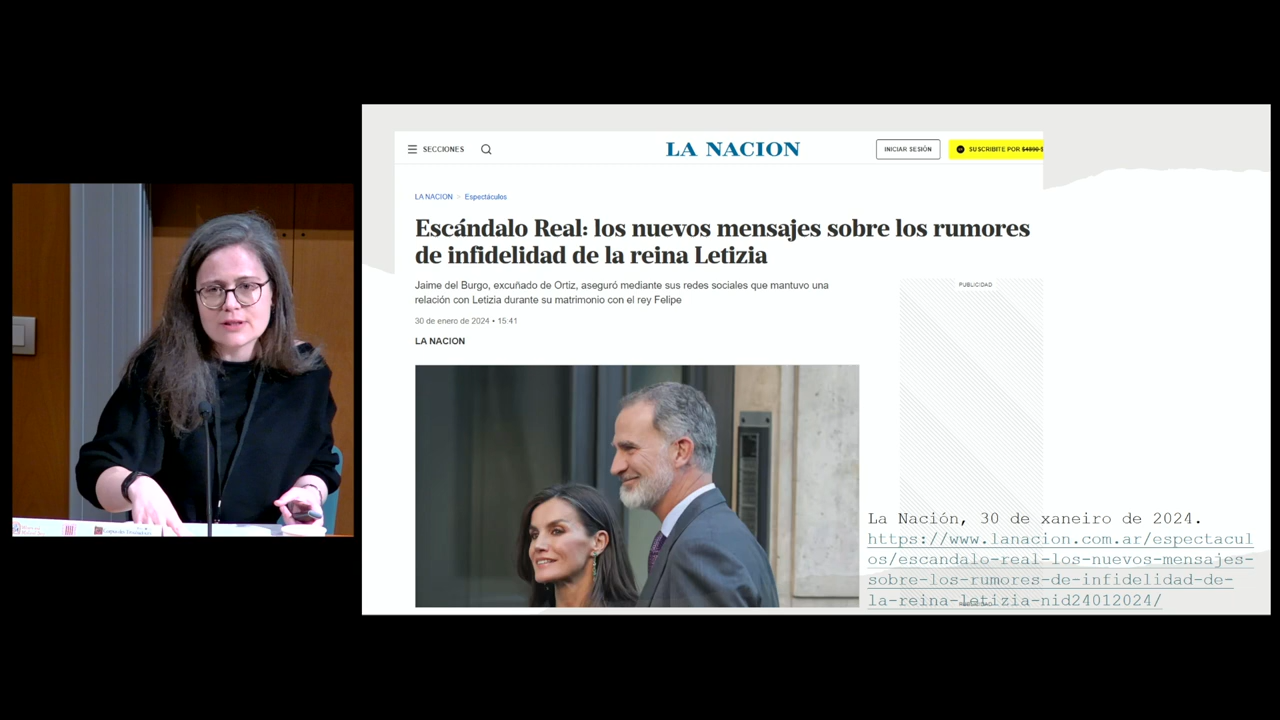 SECCIONES
LA NACION
INICIAR SESIÓN
SUSCRIBITE POR $4890 $
LA NACION > Espectáculos
Escándalo Real: los nuevos mensajes sobre los rumores
de infidelidad de la reina Letizia
Jaime del Burgo, excuñado de Ortiz, aseguró mediante sus redes sociales que mantuvo una
relación con Letizia durante su matrimonio con el rey Felipe
30 de enero de 2024 • 15:41
LA NACION
PUBLICIDAD
La Nación, 30 de xaneiro de 2024.
https://www.lanacion.com.ar/espectacul
os/escandalo-real-los-nuevos-mensajes-
sobre-los-rumores-de-infidelidad-de-
la-reina-letizia-nid24012024/
PUBLICIDAD